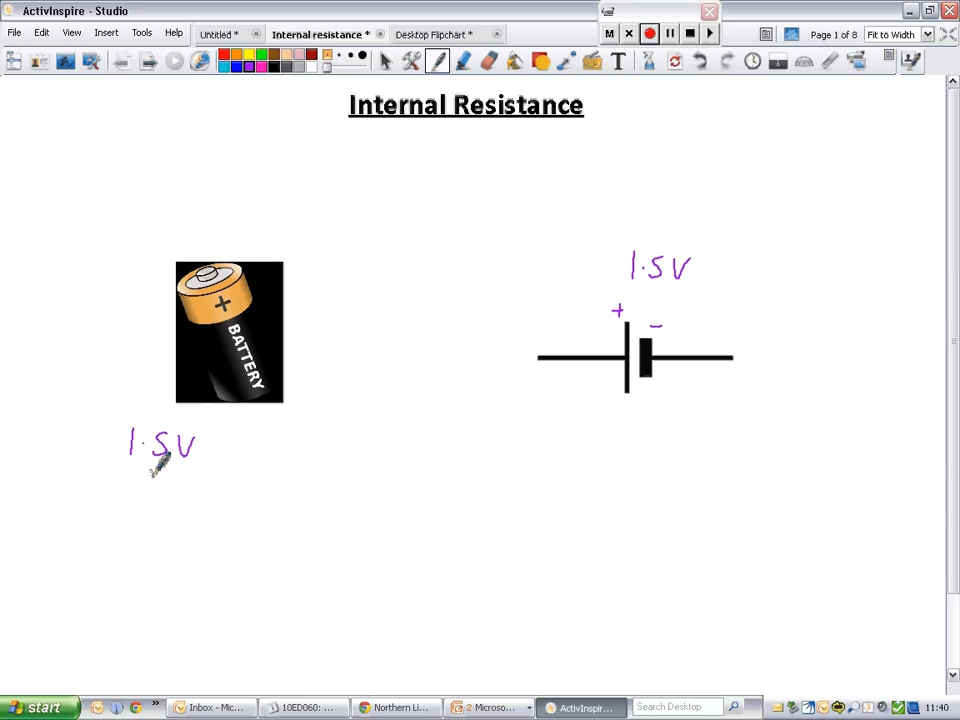 ActivInspire - Studio
File Edit View Insert Tools Help
Untitled *
Internal resistance *
Desktop Flipchart *
M
Page 1 of 8
Fit to Width
T
Internal Resistance
1.5V
+
-
+
BATTERY
1.5V
start
Inbox - Mic...
10ED060: ...
Northern Li...
2 Microso...
ActivInspir...
Search Desktop
11:40